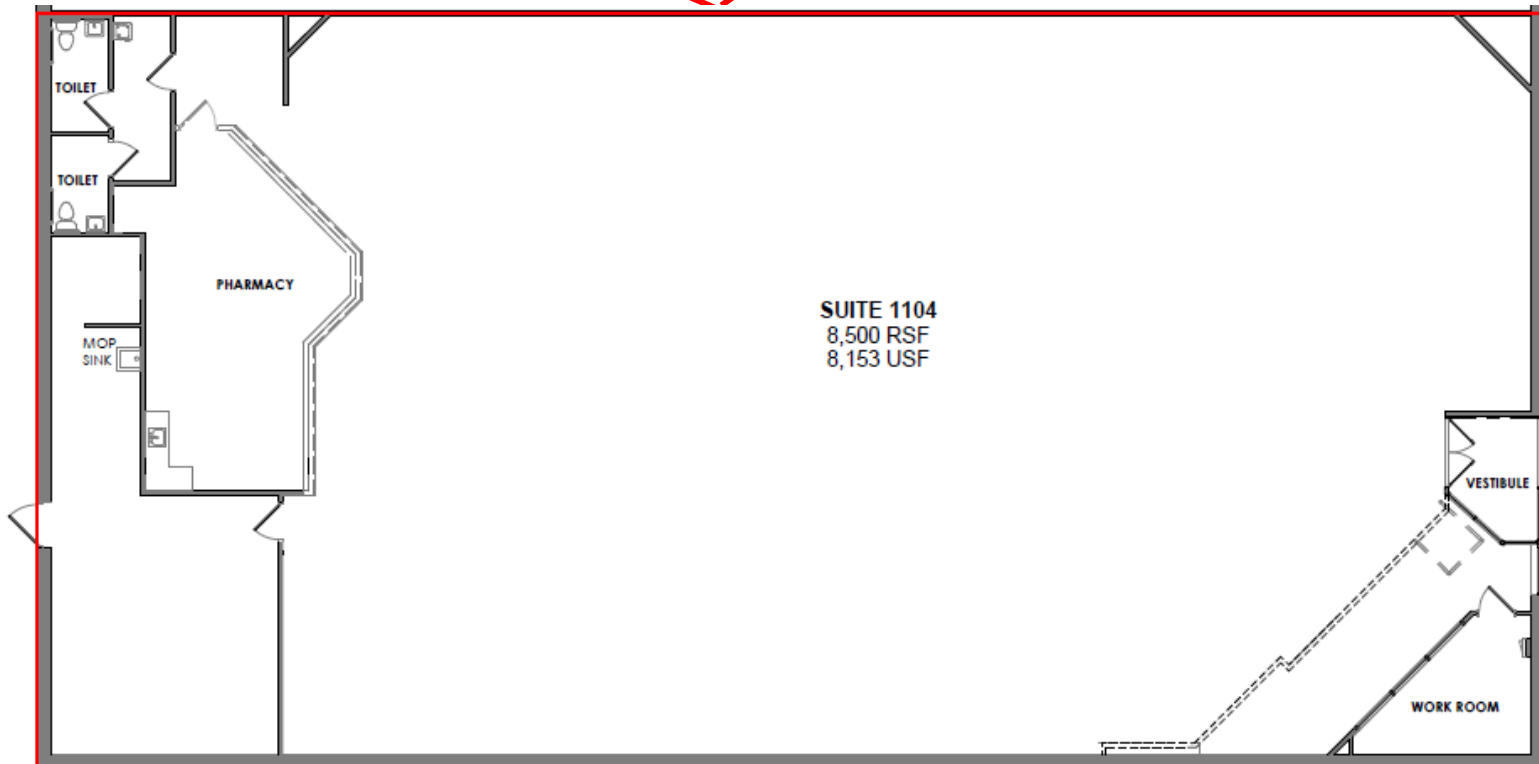 TOILET
TOILET
PHARMACY
MOP
SINK
SUITE 1104
8,500 RSF
8,153 USF
VESTIBULE
WORK ROOM